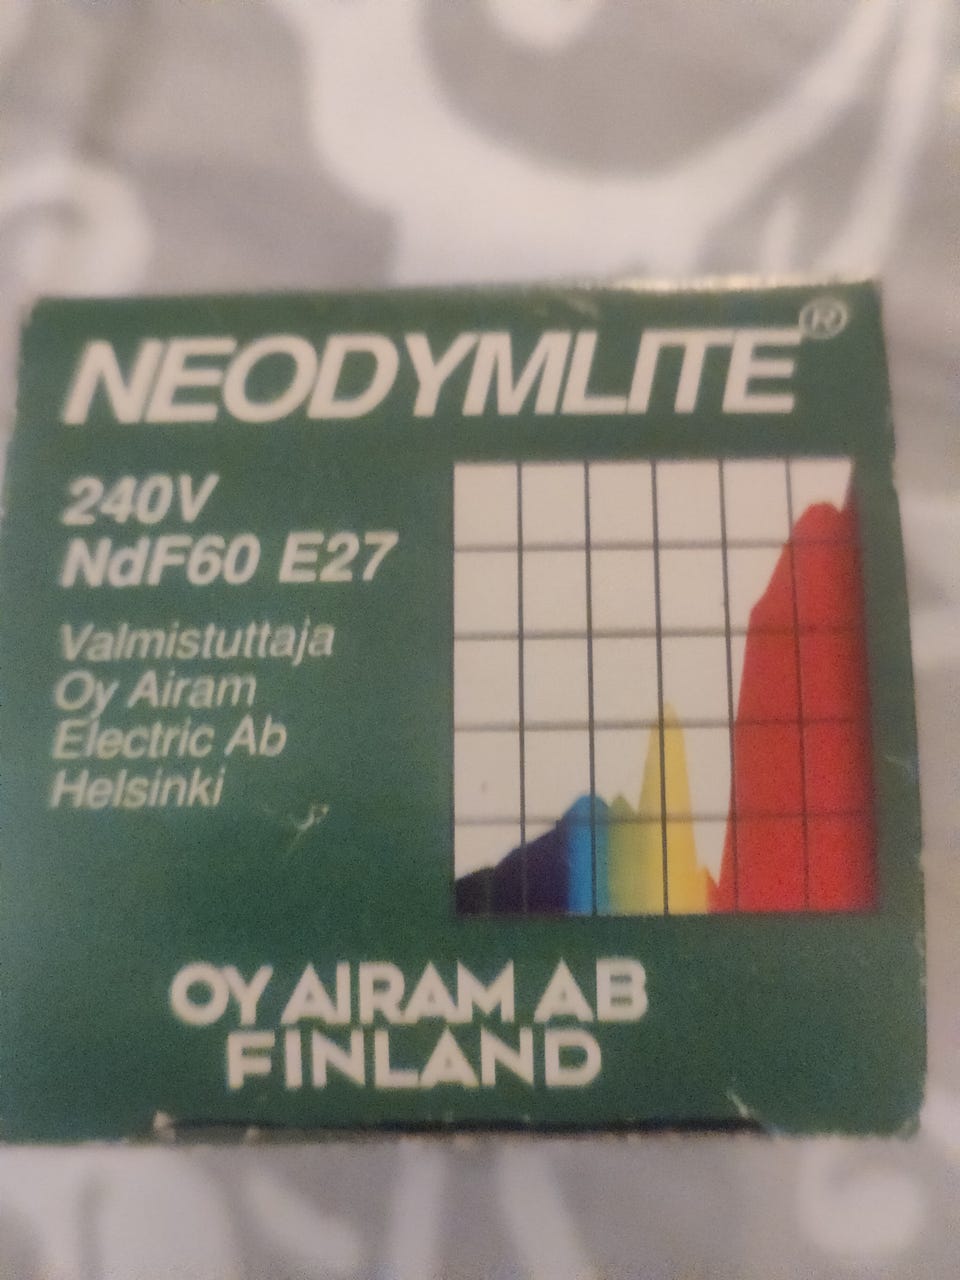 NEODYMLITE®
240V
NdF60 E27
Valmistuttaja
Oy Airam
Electric Ab
Helsinki
OY AIRAM AB
FINLAND